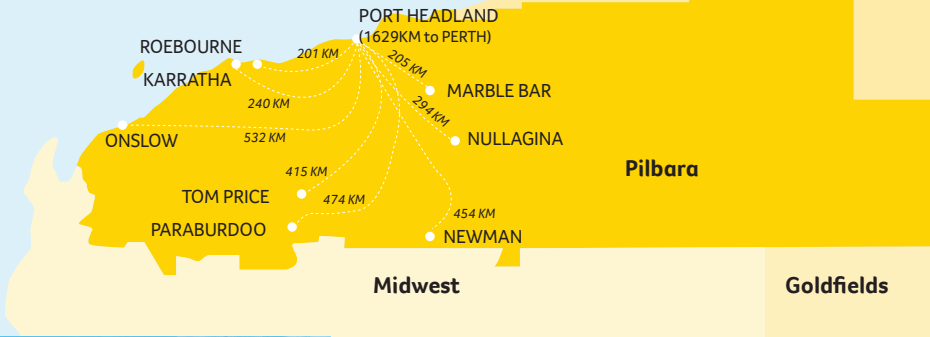 PORT HEADLAND
(1629KM to PERTH)
ROEBOURNE
201 KM
205 KM
KARRATHA
MARBLE BAR
240 KM
294 KM
532 KM
ONSLOW
NULLAGINA
Pilbara
415 KM
TOM PRICE
474 KM
454 KM
PARABURDOO
NEWMAN
Midwest
Goldfields